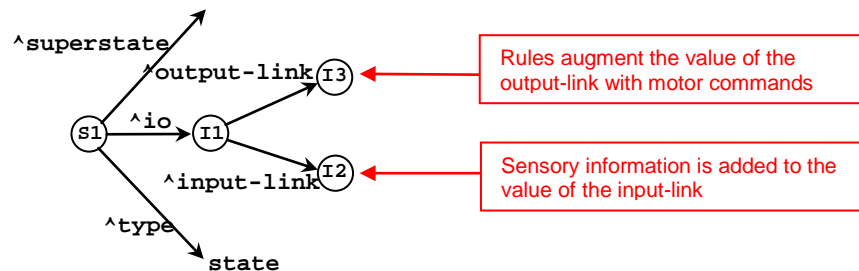 ^superstate
^output-link
I3
Rules augment the value of the
output-link with motor commands
S1
^io
I1
Sensory information is added to the
value of the input-link
^input-link
I2
^type
state